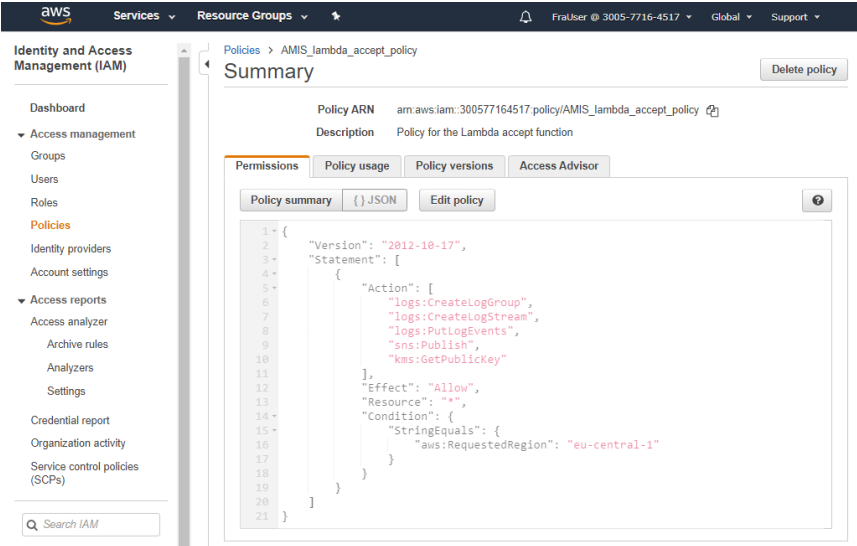 aws Services Resource Groups FraUser @ 3005-7716-4517 Global Support
Identity and Access
Management (IAM)
Dashboard
Access management
Groups
Users
Roles
Policies
Identity providers
Account settings
Access reports
Access analyzer
Archive rules
Analyzers
Settings
Credential report
Organization activity
Service control policies
(SCPs)
Search IAM
Policies > AMIS_lambda_accept_policy
Summary
Delete policy
Policy ARN arn:aws:iam::300577164517:policy/AMIS_lambda_accept_policy
Description Policy for the Lambda accept function
Permissions Policy usage Policy versions Access Advisor
Policy summary { } JSON Edit policy ?
1 {
2 "Version": "2012-10-17",
3 "Statement": [
4 {
5 "Action": [
6 "logs:CreateLogGroup",
7 "logs:CreateLogStream",
8 "logs:PutLogEvents",
9 "sns:Publish",
10 "kms:GetPublicKey"
11 ],
12 "Effect": "Allow",
13 "Resource": "*",
14 "Condition": {
15 "StringEquals": {
16 "aws:RequestedRegion": "eu-central-1"
17 }
18 }
19 }
20 ]
21 }